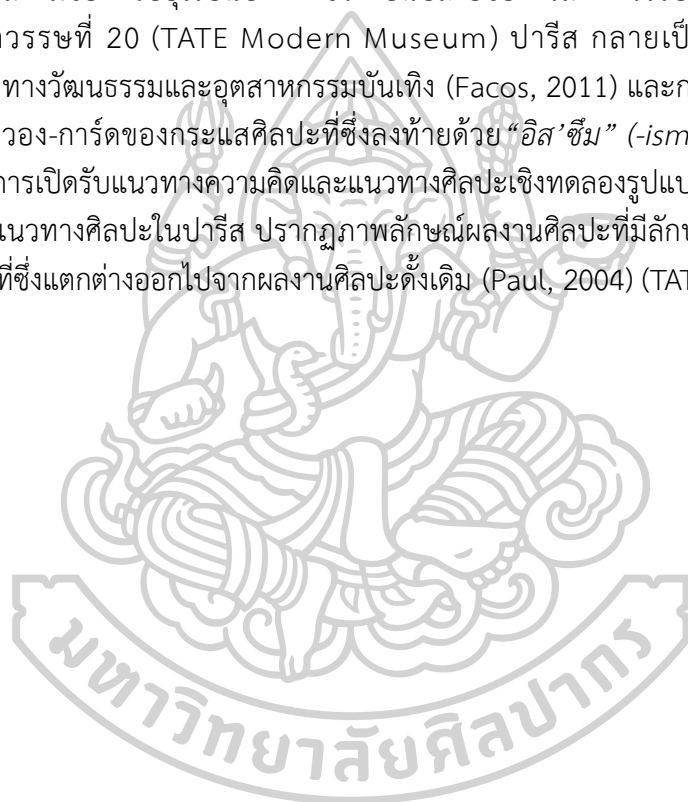 วรรษที่ 20 (TATE Modern Museum) ปารีส กลายเป็
ทางวัฒนธรรมและอุตสาหกรรมบันเทิง (Facos, 2011) และก
วอง-การ์ดของกระแสศิลปะที่ซึ่งลงท้ายด้วย “อิส’ซึม” (-ism
การเปิดรับแนวทางความคิดและแนวทางศิลปะเชิงทดลองรูปแบ
แนวทางศิลปะในปารีส ปรากฏภาพลักษณ์ผลงานศิลปะที่มีลัก
ที่ซึ่งแตกต่างออกไปจากผลงานศิลปะดั้งเดิม (Paul, 2004) (TAT
มหาวิทยาลัยศิลปากร